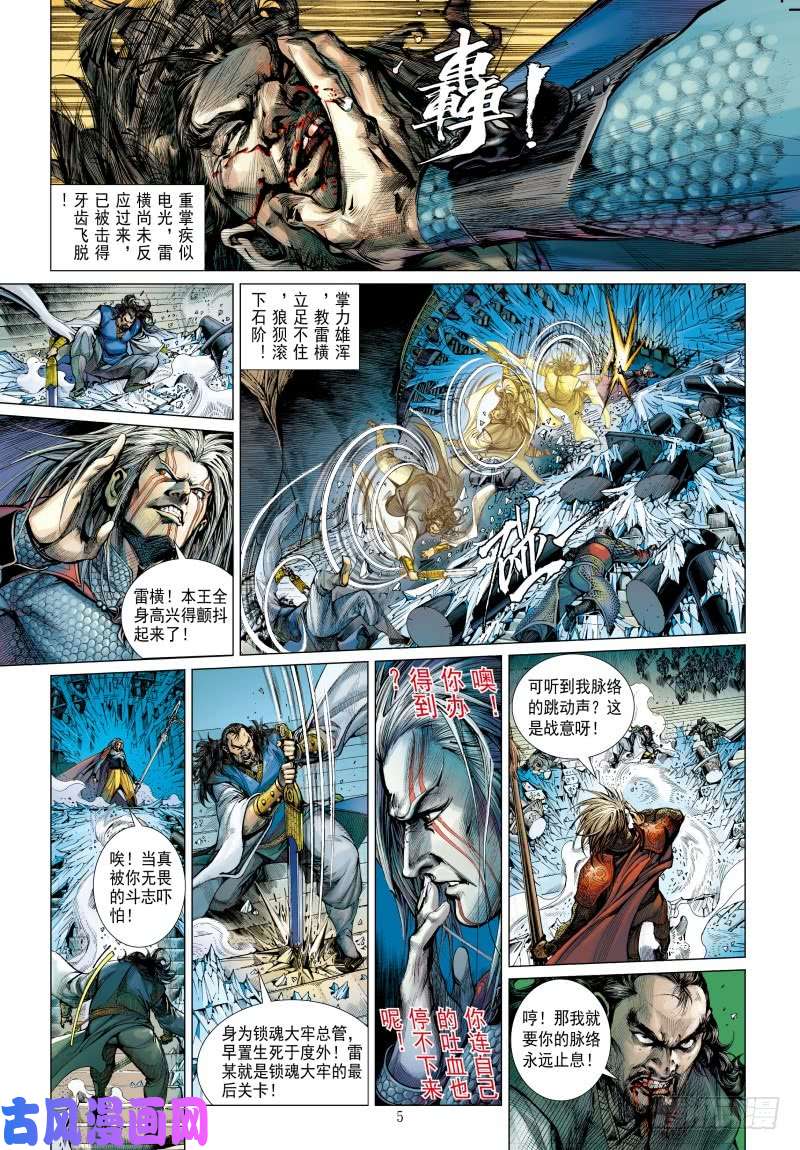 轰！
重掌疾似
电光，雷
横尚未反
应过来，
已被击得
牙齿飞脱
！
掌力雄浑
，教雷横
立足不住
，狼狈滚
下石阶！
碰
雷横！本王全
身高兴得颤抖
起来了！
可听到我脉络
的跳动声？这
是战意呀！
噢！
你办
得到
？
你连自己
的吐血也
停不下来
呢！
身为锁魂大牢总管，
早置生死于度外！雷
某就是锁魂大牢的最
后关卡！
唉！当真
被你无畏
的斗志吓
怕！
哼！那我就
要你的脉络
永远止息！
5
古风漫画网